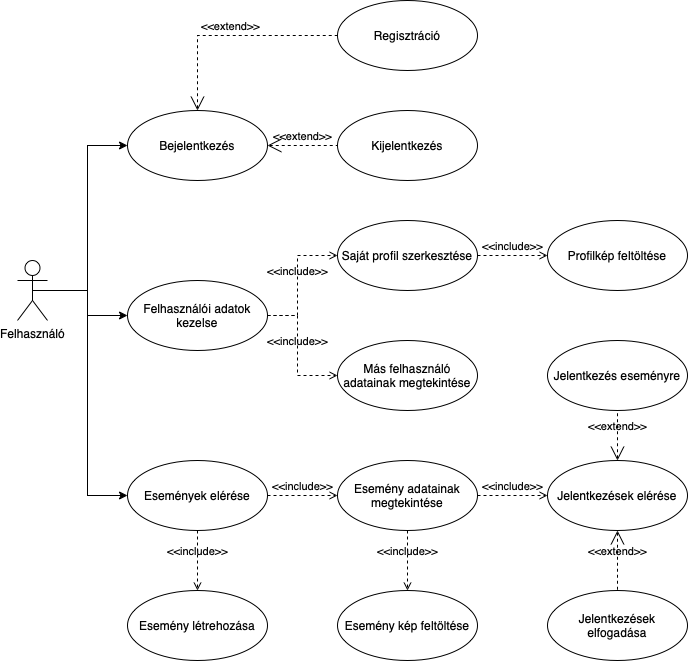 <<extend>>
Regisztráció
Bejelentkezés
<<extend>>
Kijelentkezés
Saját profil szerkesztése
<<include>>
Profilkép feltöltése
<<include>>
Felhasználó
Felhasználói adatok
kezelse
<<include>>
Más felhasználó
adatainak megtekintése
Jelentkezés eseményre
<<extend>>
Események elérése
<<include>>
Esemény adatainak
megtekintése
<<include>>
Jelentkezések elérése
<<include>>
<<include>>
<<extend>>
Esemény létrehozása
Esemény kép feltöltése
Jelentkezések
elfogadása